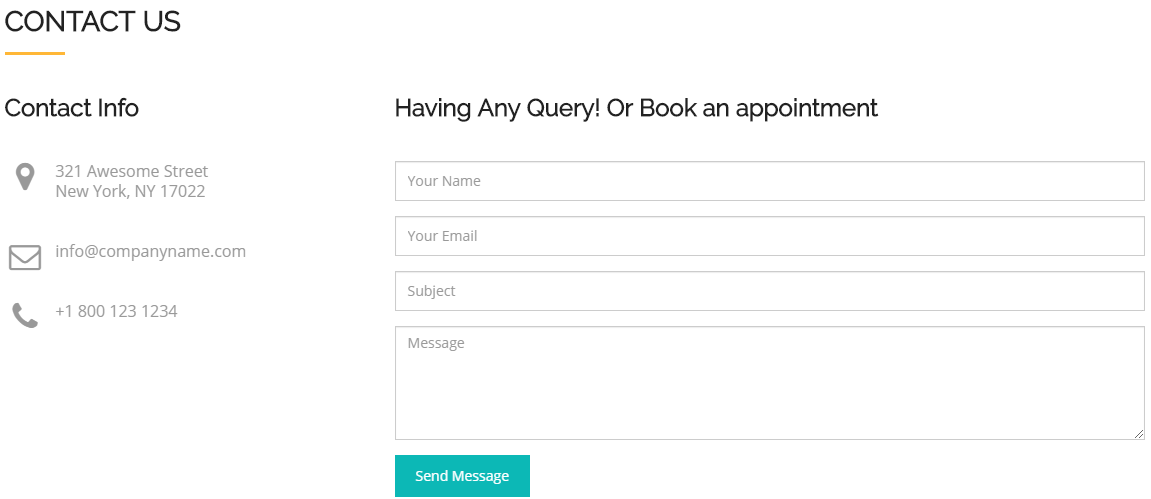 CONTACT US
Contact Info
321 Awesome Street
New York, NY 17022
info@companyname.com
+1 800 123 1234
Having Any Query! Or Book an appointment
Your Name
Your Email
Subject
Message
Send Message